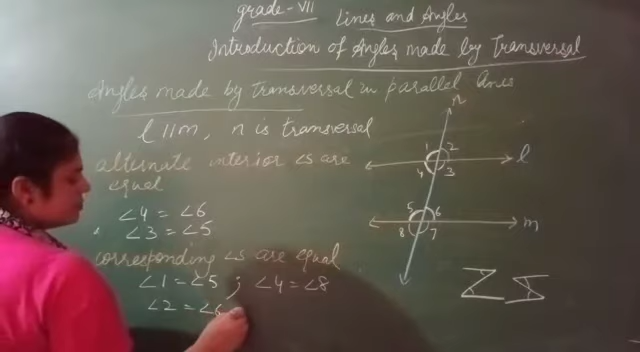 grade-VII
Lines and Angles
Introduction of Angles made by Transversal
Angles made by transversal in parallel lines
l || m, n is transversal
alternate interior ∠s are
equal
∠4 = ∠6
∠3 = ∠5
corresponding ∠s are equal
∠1 = ∠5 ; ∠4 = ∠8
∠2 = ∠6
n
1 2
4 3
l
5 6
8 7
m